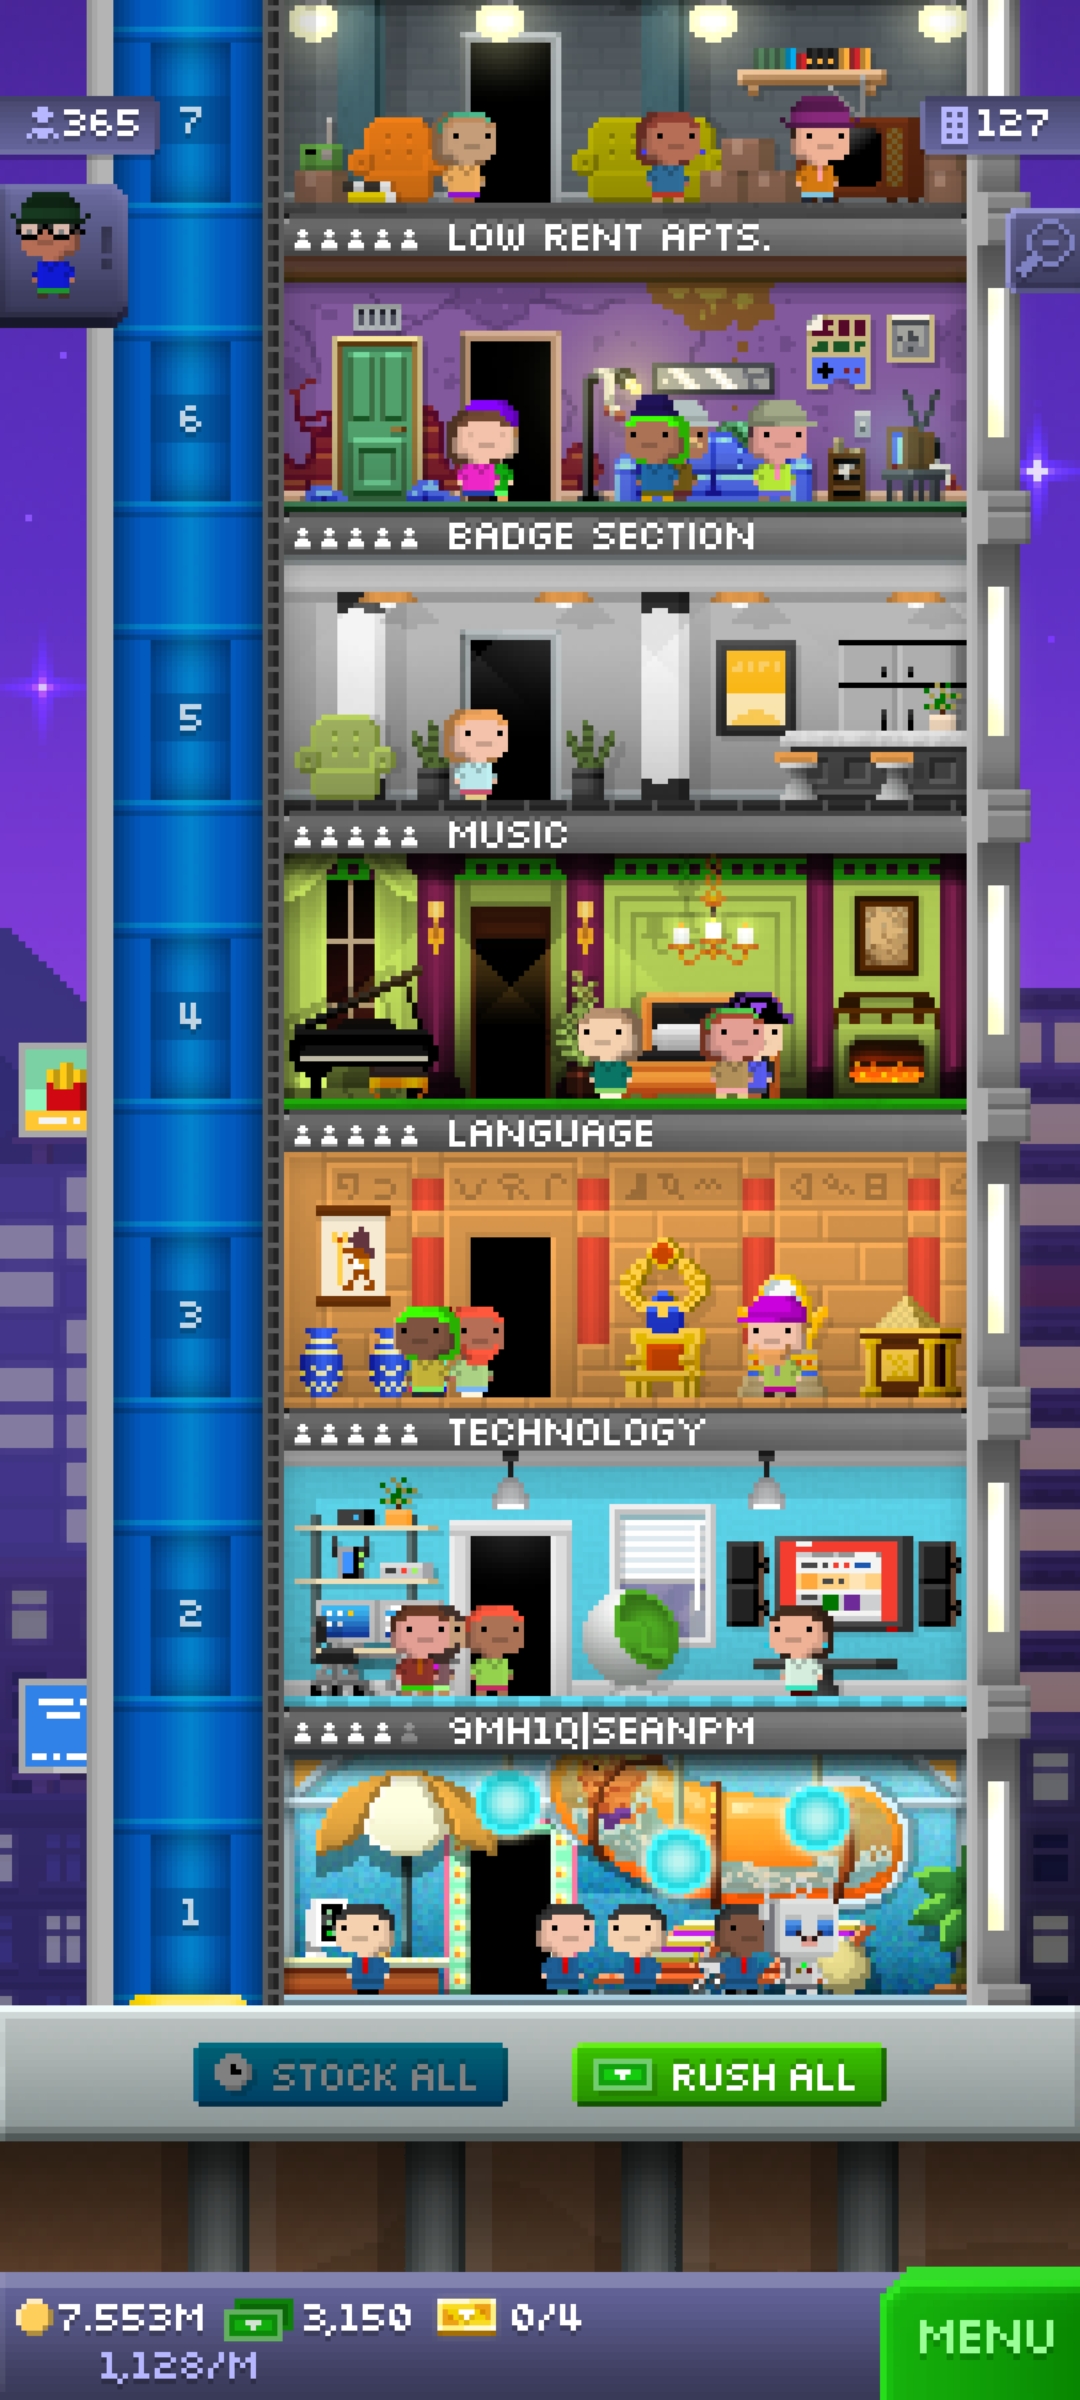 7
365
127
LOW RENT APTS.
6
BADGE SECTION
5
MUSIC
4
LANGUAGE
3
TECHNOLOGY
2
9MH1Q|SEANPM
1
STOCK ALL
RUSH ALL
7.553M 3,150 0/4
1,128/M
MENU